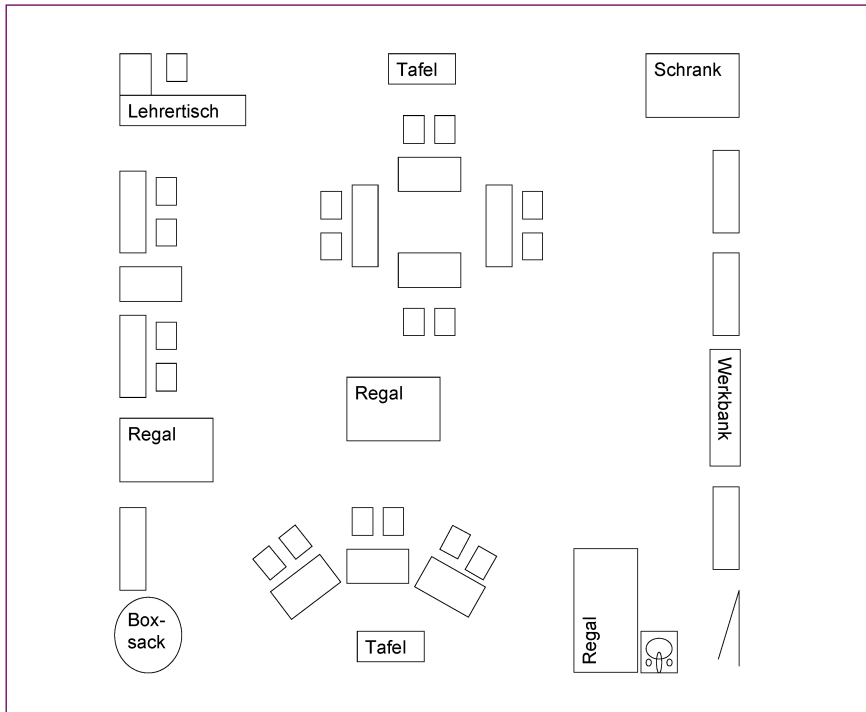 Tafel
Schrank
Lehrertisch
Regal
Werkbank
Regal
Box-
sack
Tafel
Regal